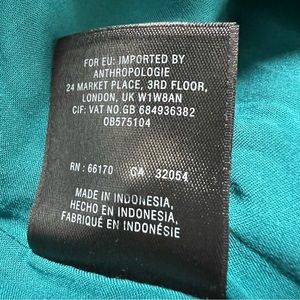 FOR EU: IMPORTED BY
ANTHROPOLOGIE
24 MARKET PLACE, 3RD FLOOR,
LONDON, UK W1W8AN
CIF: VAT NO.GB 684936382
OB575104
RN : 66170 CA 32054
MADE IN INDONESIA,
HECHO EN INDONESIA,
FABRIQUÉ EN INDONÉSIE